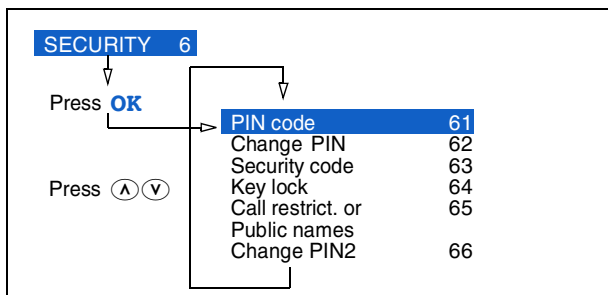 SECURITY 6
Press OK
PIN code 61
Change PIN 62
Security code 63
Key lock 64
Press
Call restrict. or 65
Public names
Change PIN2 66